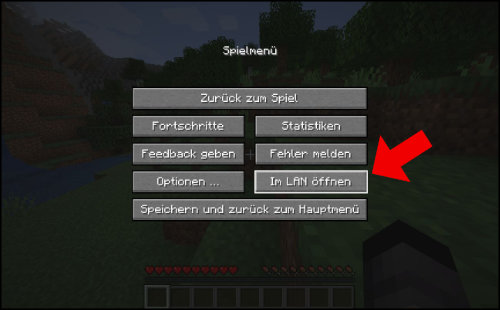 Spielmenü
Zurück zum Spiel
Fortschritte Statistiken
Feedback geben Fehler melden
Optionen ... Im LAN öffnen
Speichern und zurück zum Hauptmenü